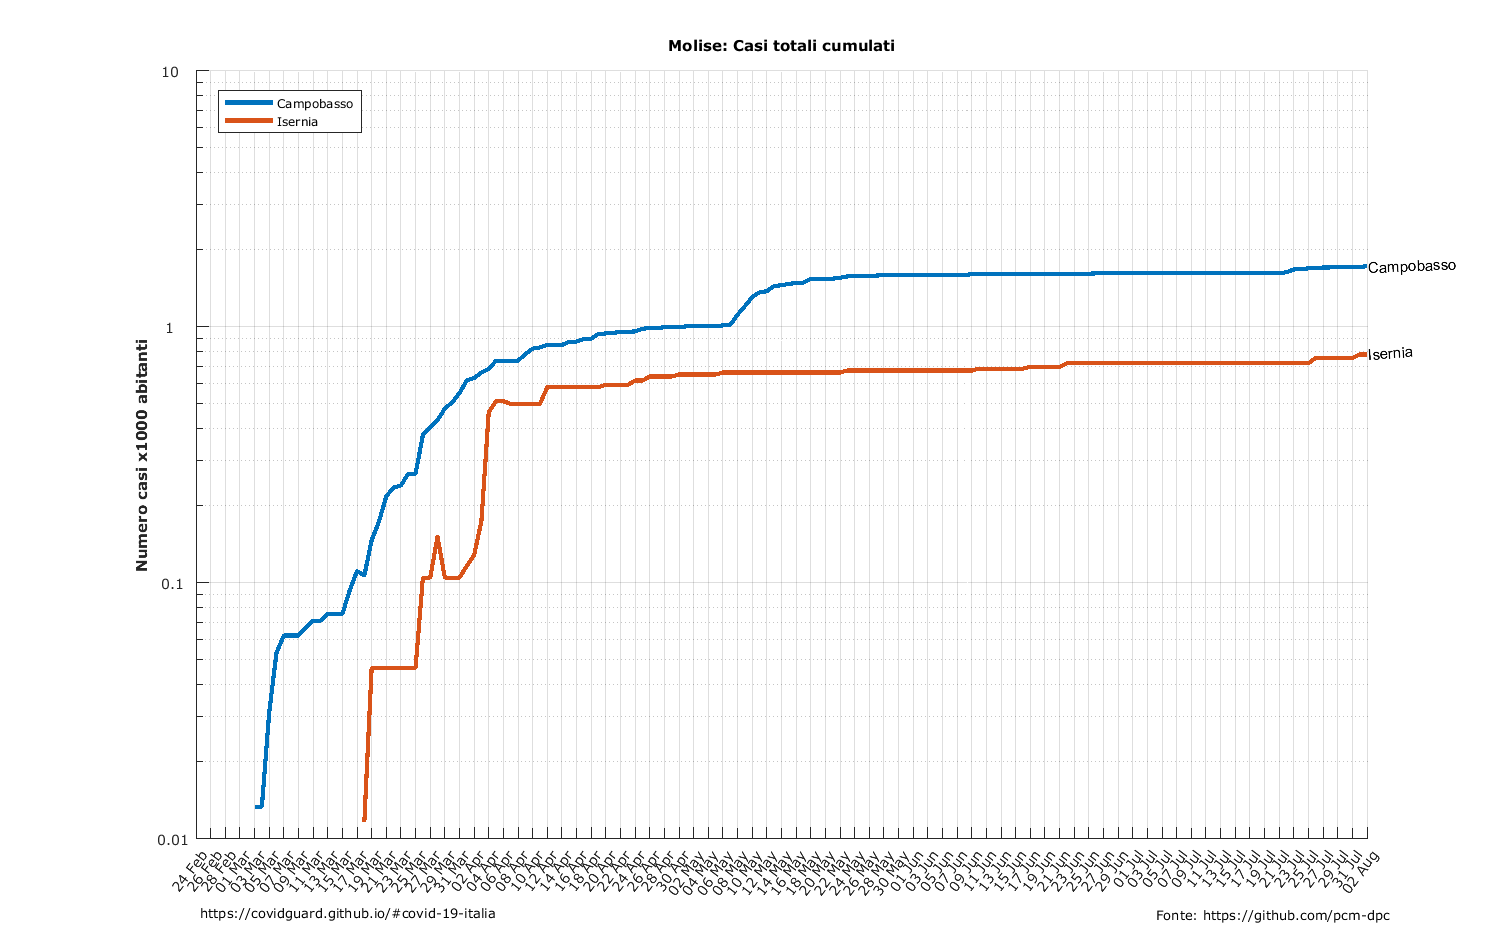 Molise: Casi totali cumulati
10
Campobasso
Isernia
Campobasso
1
Isernia
Numero casi x1000 abitanti
0.1
0.01
24 Feb
26 Feb
28 Feb
01 Mar
03 Mar
05 Mar
07 Mar
09 Mar
11 Mar
13 Mar
15 Mar
17 Mar
19 Mar
21 Mar
23 Mar
25 Mar
27 Mar
29 Mar
31 Mar
02 Apr
04 Apr
06 Apr
08 Apr
10 Apr
12 Apr
14 Apr
16 Apr
18 Apr
20 Apr
22 Apr
24 Apr
26 Apr
28 Apr
30 Apr
02 May
04 May
06 May
08 May
10 May
12 May
14 May
16 May
18 May
20 May
22 May
24 May
26 May
28 May
30 May
01 Jun
03 Jun
05 Jun
07 Jun
09 Jun
11 Jun
13 Jun
15 Jun
17 Jun
19 Jun
21 Jun
23 Jun
25 Jun
27 Jun
29 Jun
01 Jul
03 Jul
05 Jul
07 Jul
09 Jul
11 Jul
13 Jul
15 Jul
17 Jul
19 Jul
21 Jul
23 Jul
25 Jul
27 Jul
29 Jul
31 Jul
02 Aug
https://covidguard.github.io/#covid-19-italia
Fonte: https://github.com/pcm-dpc